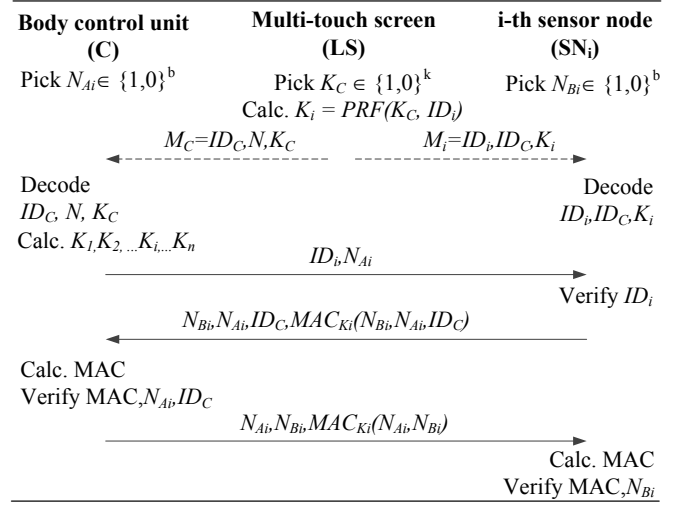 Body control unit Multi-touch screen i-th sensor node
(C) (LS) (SNi)
Pick NAi∈ {1,0}^b Pick KC ∈ {1,0}^k Pick NBi∈ {1,0}^b
Calc. Ki = PRF(KC, IDi)
MC=IDC,N,KC Mi=IDi,IDC,Ki
Decode Decode
IDC, N, KC IDi,IDC,Ki
Calc. K1,K2, ...Ki,...Kn
IDi,NAi
Verify IDi
NBi,NAi,IDC,MACKi(NBi,NAi,IDC)
Calc. MAC
Verify MAC,NAi,IDC
NAi,NBi,MACKi(NAi,NBi)
Calc. MAC
Verify MAC,NBi